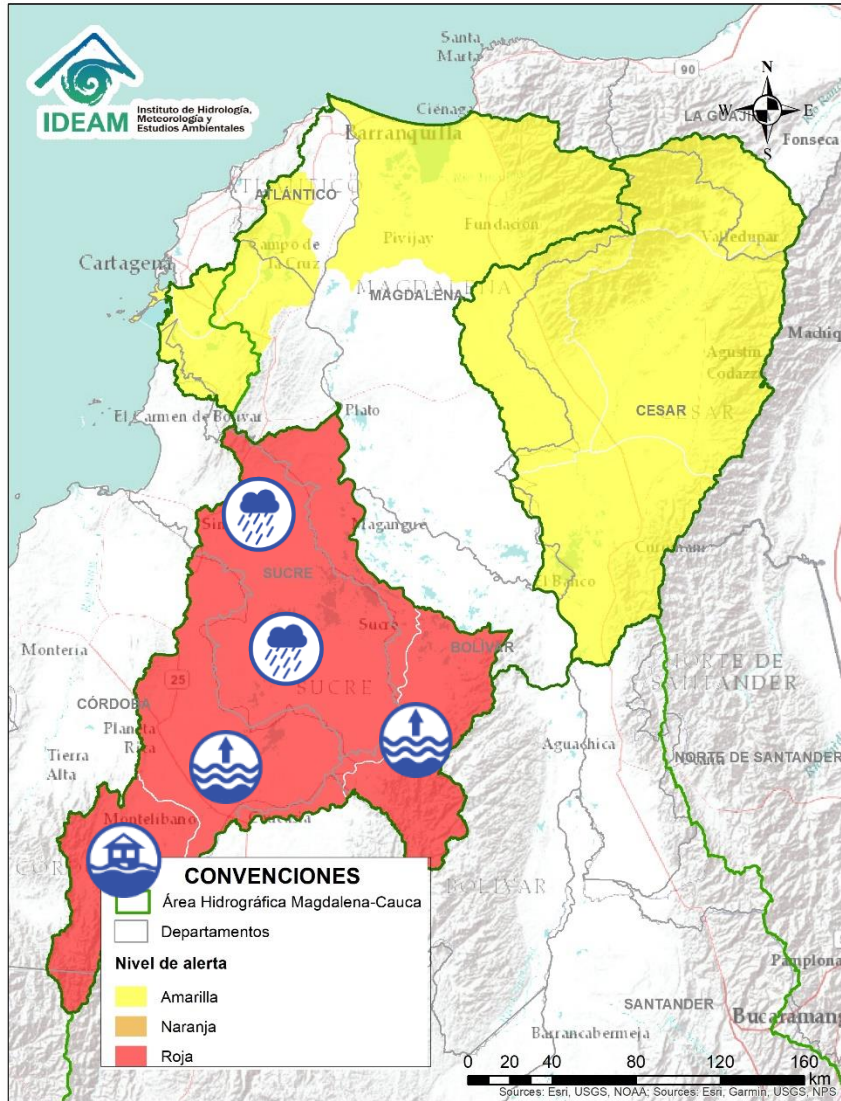 IDEAM
Instituto de Hidrología,
Meteorología y
Estudios Ambientales
Santa
Marta
90
N
W
E
S
Ciénaga
LA GUAJIRA
Fonseca
Barranquilla
ATLÁNTICO
Cartagena
Campo de
la Cruz
Pivijay
Fundación
Valledupar
MAGDALENA
MAGDALENA
Agustín
Codazzi
CESAR
CESAR
El Carmen de Bolívar
Plato
Magangué
SUCRE
Curumaní
El Banco
Sucre
BOLÍVAR
Montería
25
SUCRE
NORTE DE
SANTANDER
CÓRDOBA
Planeta
Rica
Tierra
Alta
Aguachica
NORTE DE SANTANDER
Montelíbano
BOLÍVAR
CONVENCIONES
Área Hidrográfica Magdalena-Cauca
Departamentos
Nivel de alerta
Amarilla
Naranja
Roja
Pamplona
SANTANDER
Bucaramang
Barrancabermeja
0 20 40 80 120 160
km
Sources: Esri, USGS, NOAA; Sources: Esri, Garmin, USGS, NPS